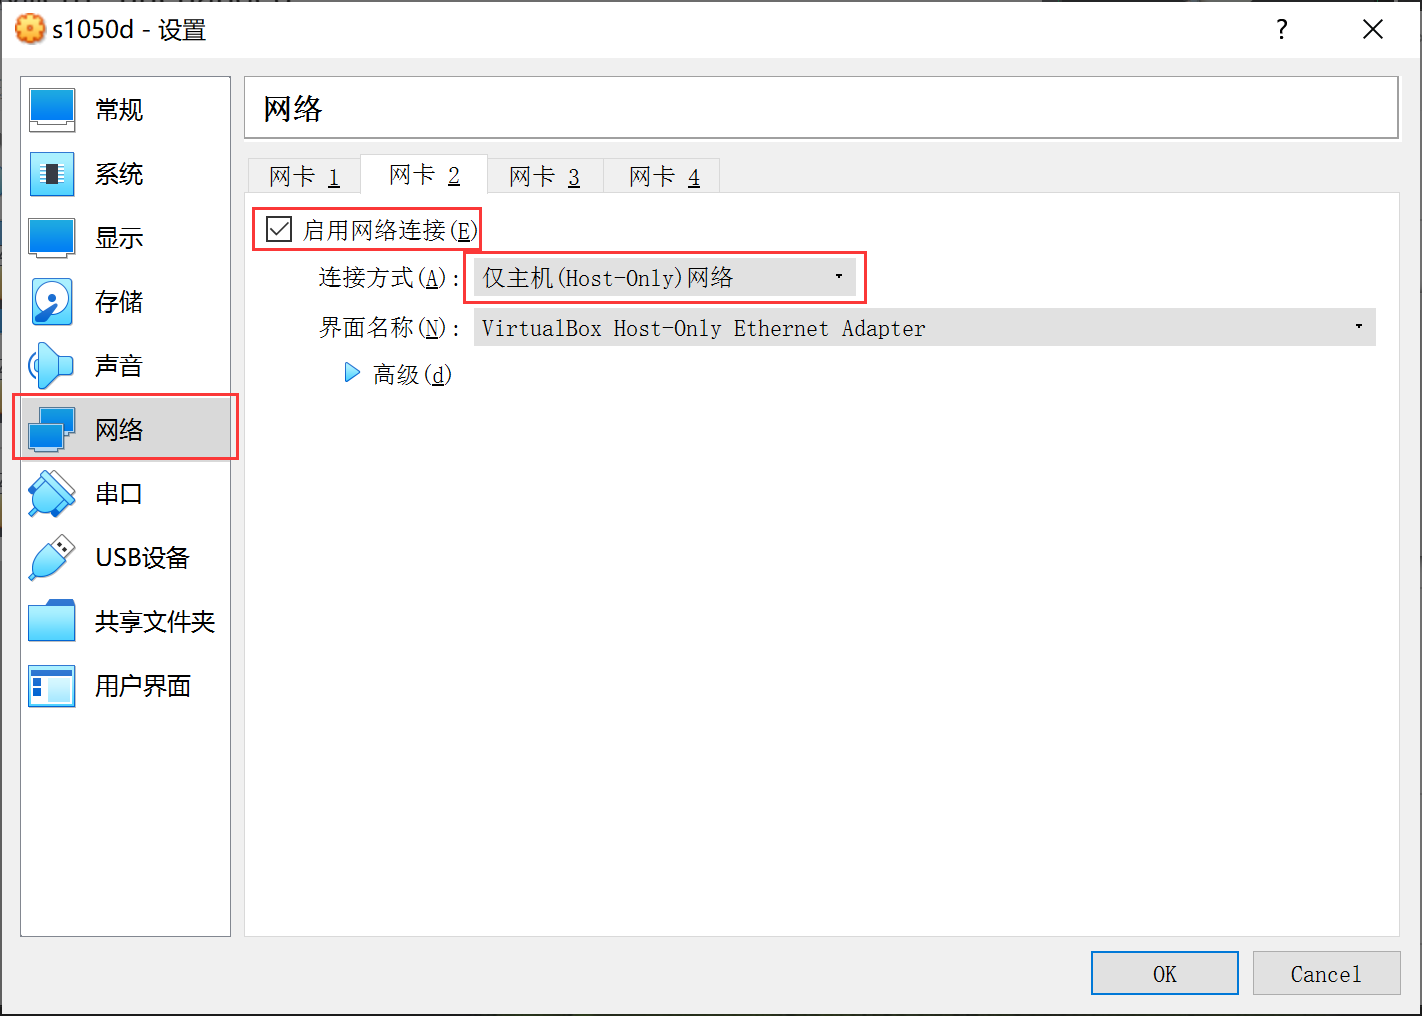 s1050d - 设置
?
常规
系统
显示
存储
声音
网络
串口
USB设备
共享文件夹
用户界面
网络
网卡 1
网卡 2
网卡 3
网卡 4
启用网络连接(E)
连接方式(A): 仅主机(Host-Only)网络
界面名称(N): VirtualBox Host-Only Ethernet Adapter
高级(d)
OK
Cancel